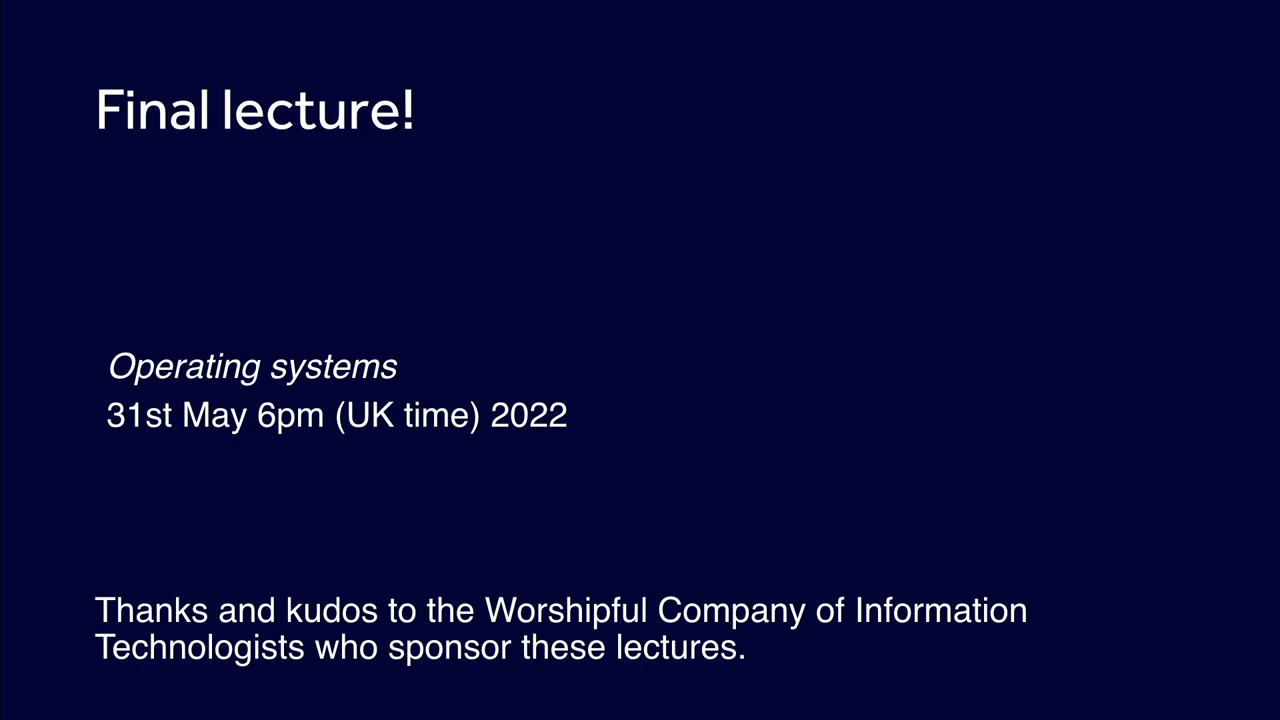 Final lecture!
Operating systems
31st May 6pm (UK time) 2022
Thanks and kudos to the Worshipful Company of Information
Technologists who sponsor these lectures.